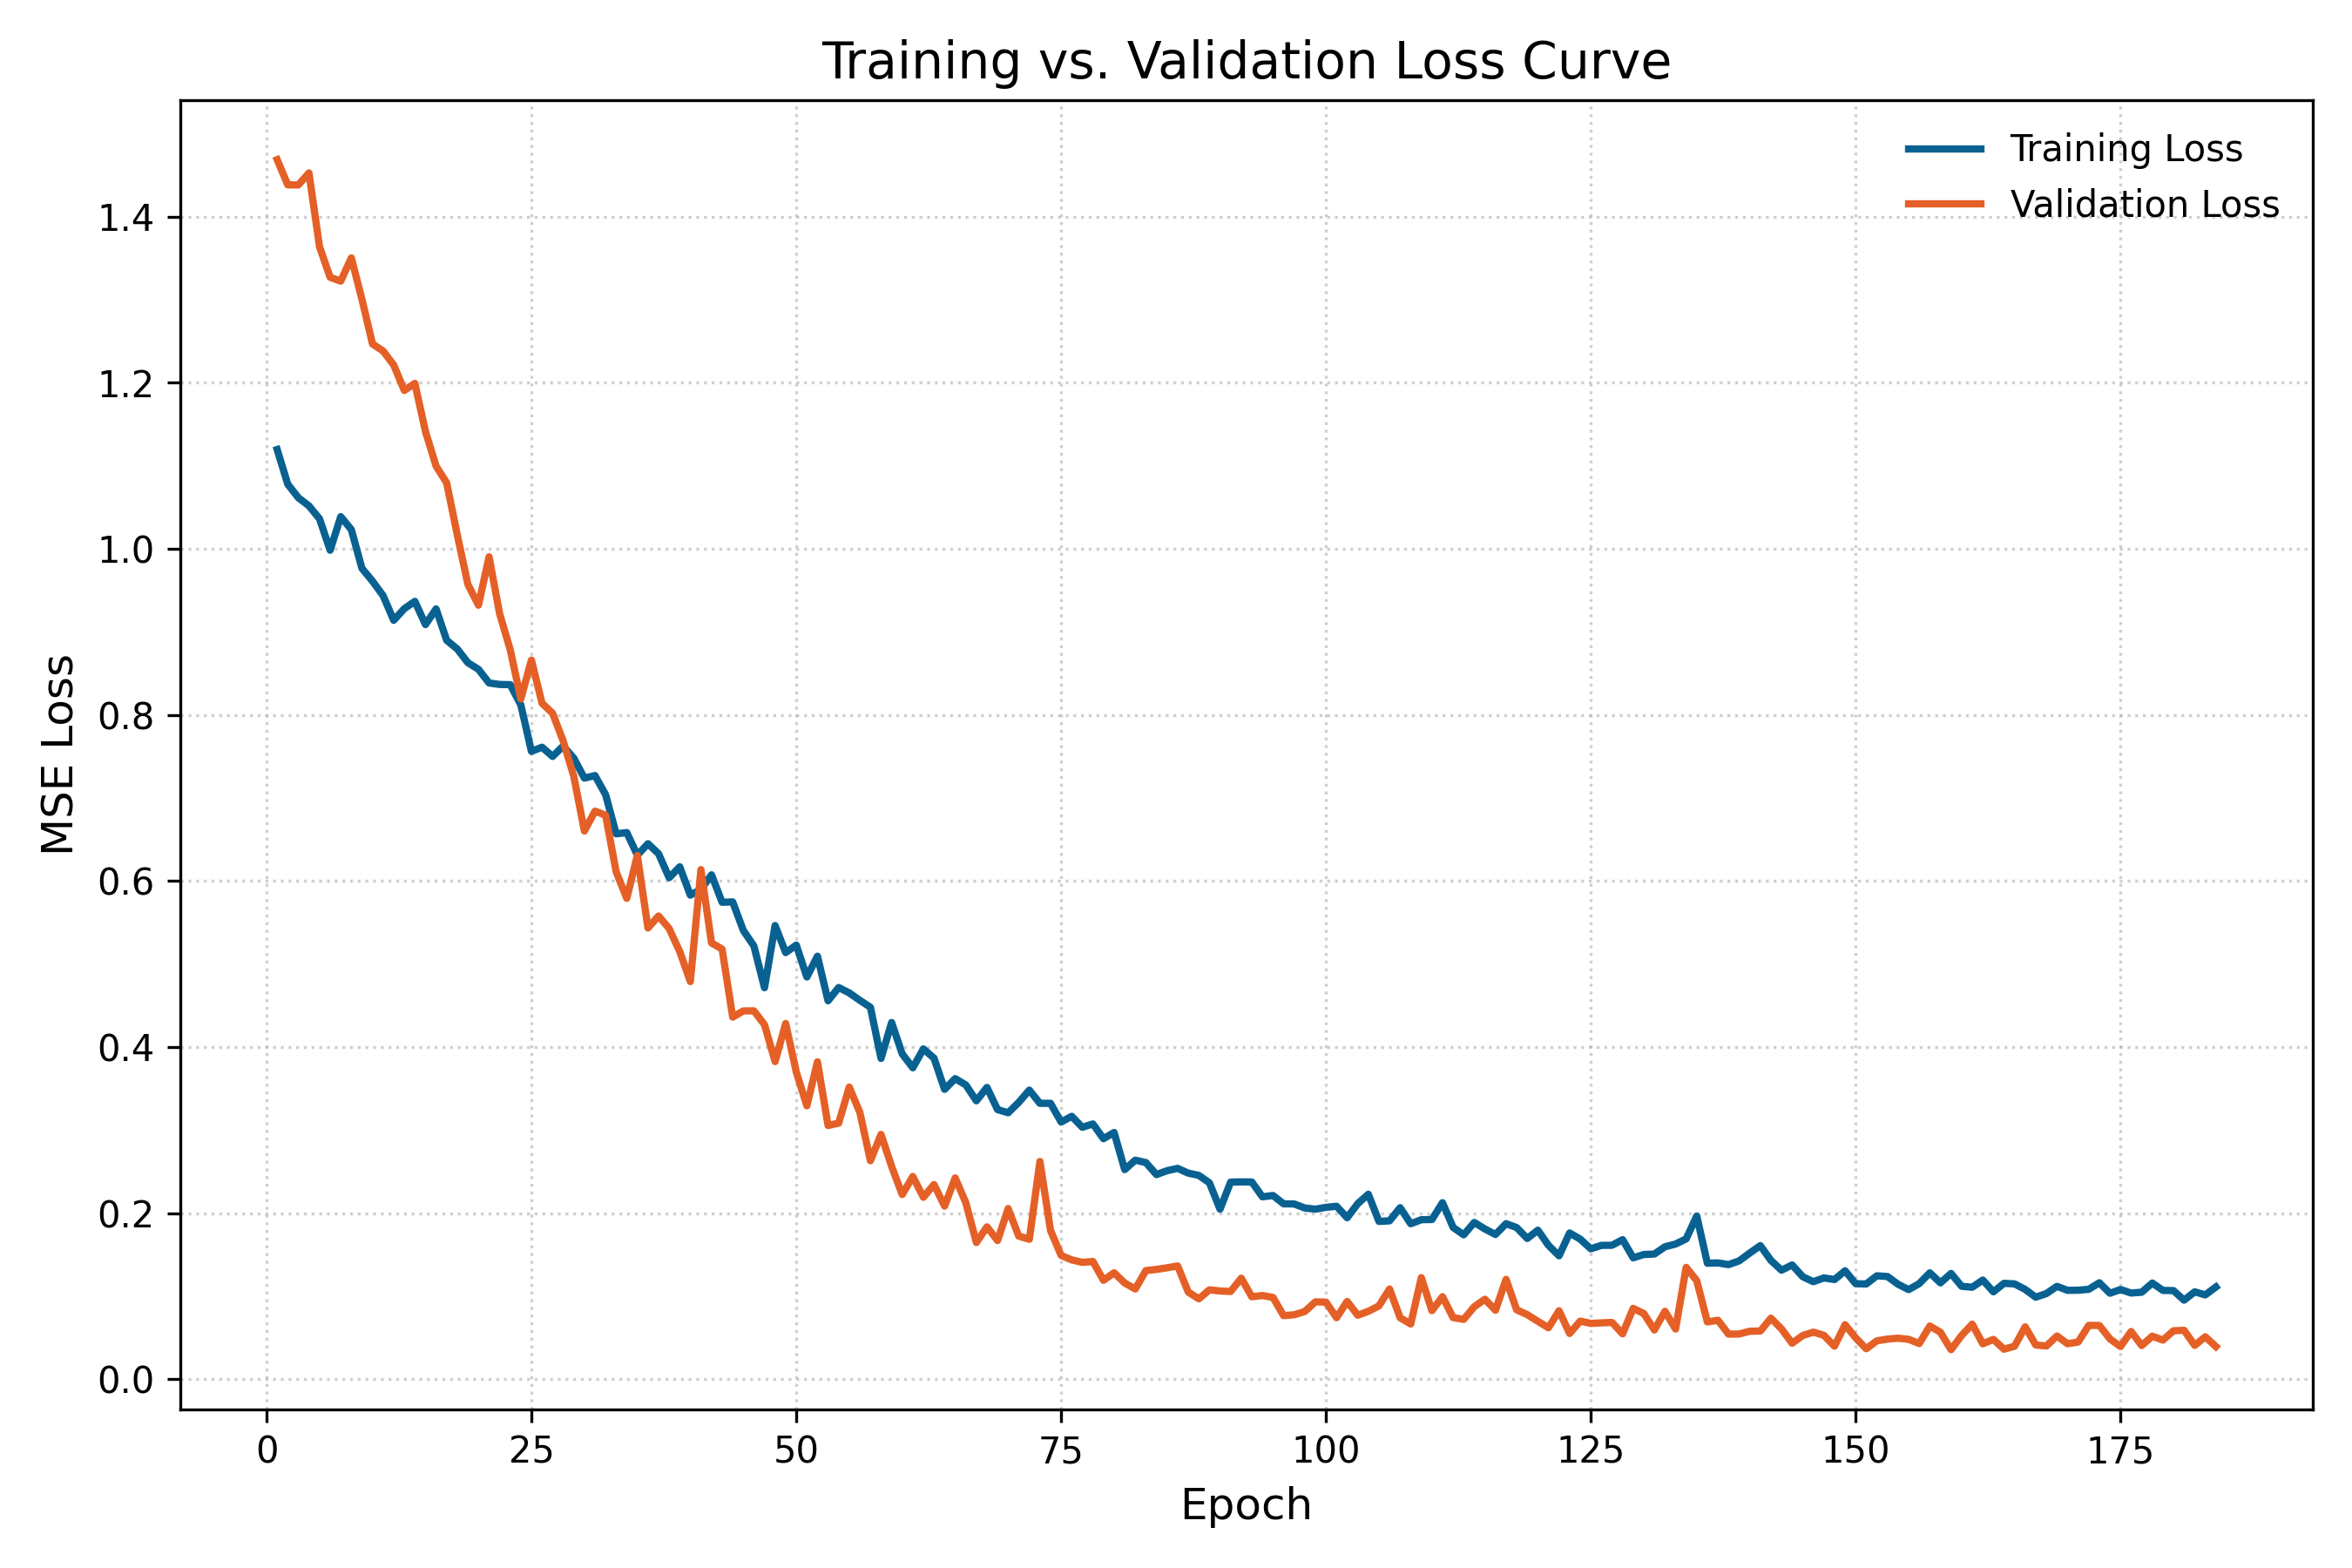 Training vs. Validation Loss Curve
Training Loss
Validation Loss
MSE Loss
1.4
1.2
1.0
0.8
0.6
0.4
0.2
0.0
0 25 50 75 100 125 150 175
Epoch